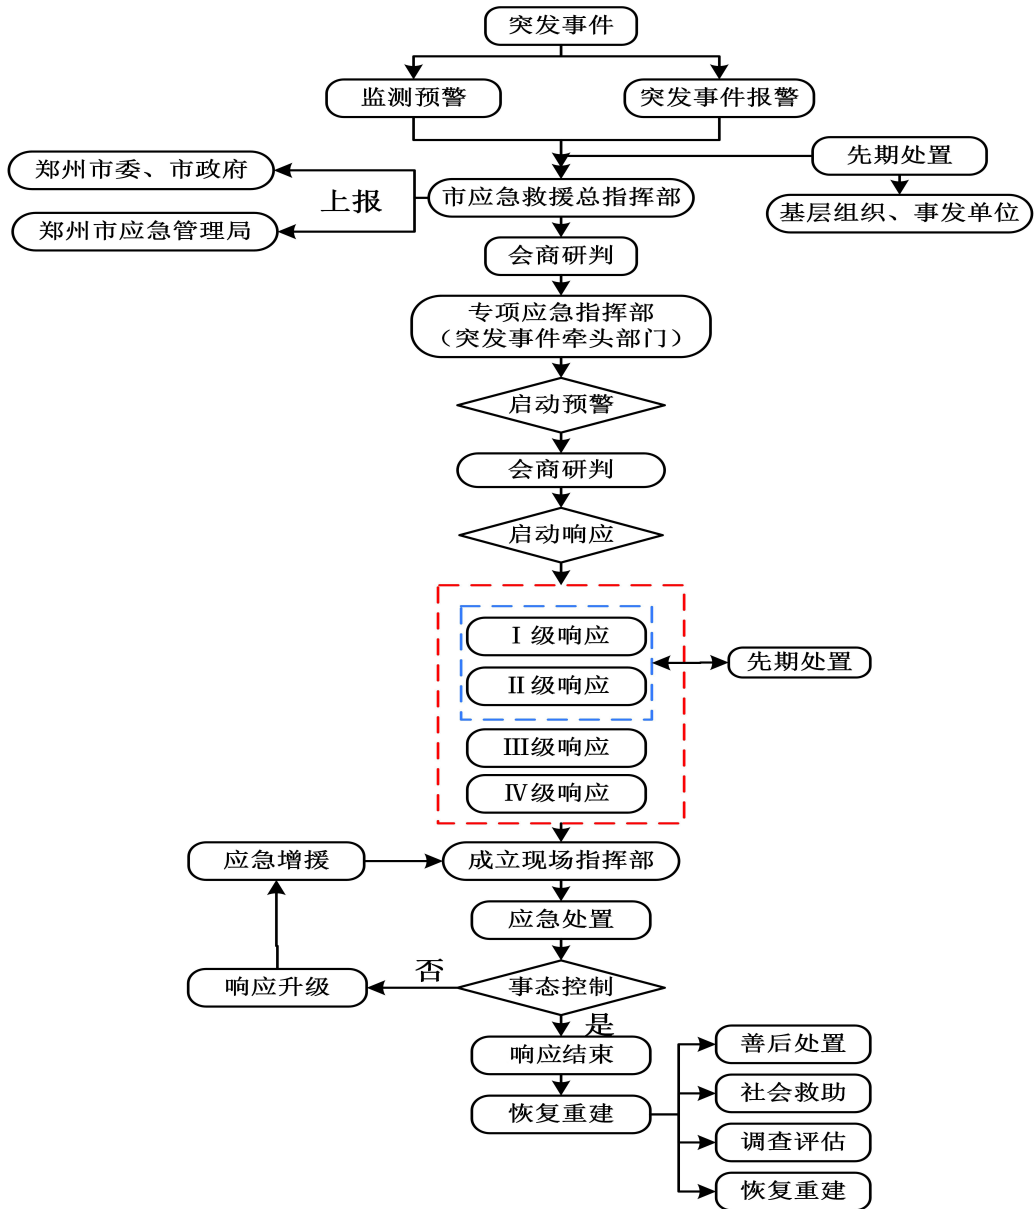 突发事件
监测预警
突发事件报警
先期处置
郑州市委、市政府
上报
市应急救援总指挥部
基层组织、事发单位
郑州市应急管理局
会商研判
专项应急指挥部
（突发事件牵头部门）
启动预警
会商研判
启动响应
Ⅰ级响应
先期处置
Ⅱ级响应
Ⅲ级响应
Ⅳ级响应
应急增援
成立现场指挥部
应急处置
否
响应升级
事态控制
是
响应结束
善后处置
社会救助
恢复重建
调查评估
恢复重建